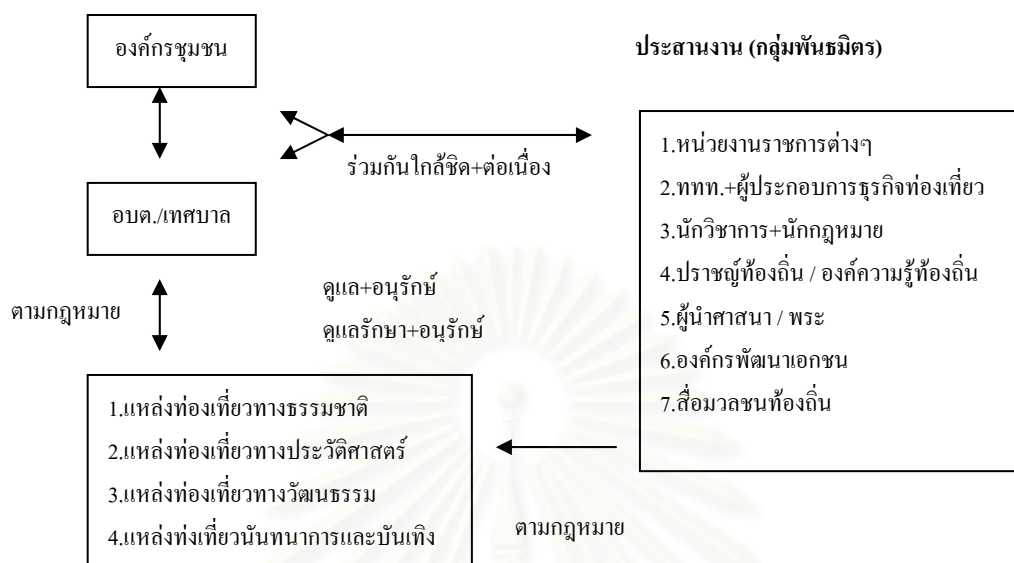 องค์กรชุมชน
ประสานงาน (กลุ่มพันธมิตร)
ร่วมกันใกล้ชิด+ต่อเนื่อง
อบต./เทศบาล
1.หน่วยงานราชการต่างๆ
2.ททท.+ผู้ประกอบการธุรกิจท่องเที่ยว
3.นักวิชาการ+นักกฎหมาย
4.ปราชญ์ท้องถิ่น / องค์ความรู้ท้องถิ่น
5.ผู้นำศาสนา / พระ
6.องค์กรพัฒนาเอกชน
7.สื่อมวลชนท้องถิ่น
ตามกฎหมาย
ดูแล+อนุรักษ์
ดูแลรักษา+อนุรักษ์
1.แหล่งท่องเที่ยวทางธรรมชาติ
2.แหล่งท่องเที่ยวทางประวัติศาสตร์
3.แหล่งท่องเที่ยวทางวัฒนธรรม
4.แหล่งท่งเที่ยวนันทนาการและบันเทิง
ตามกฎหมาย